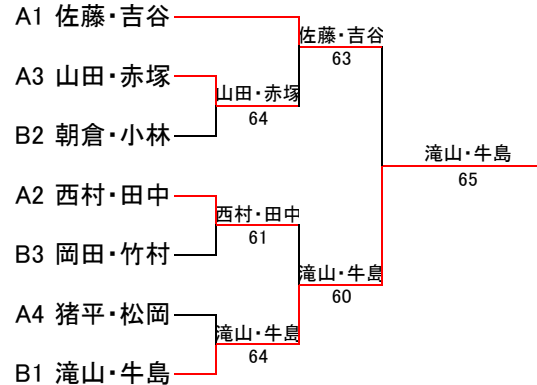 A1 佐藤・吉谷
佐藤・吉谷
63
A3 山田・赤塚
山田・赤塚
64
B2 朝倉・小林
滝山・牛島
65
A2 西村・田中
西村・田中
61
B3 岡田・竹村
滝山・牛島
60
A4 猪平・松岡
滝山・牛島
64
B1 滝山・牛島